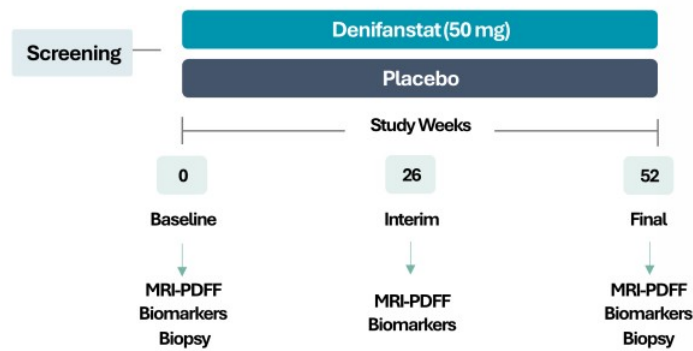 Denifanstat (50 mg)
Screening
Placebo
Study Weeks
0
26
52
Baseline
Interim
Final
MRI-PDFF
Biomarkers
Biopsy
MRI-PDFF
Biomarkers
MRI-PDFF
Biomarkers
Biopsy